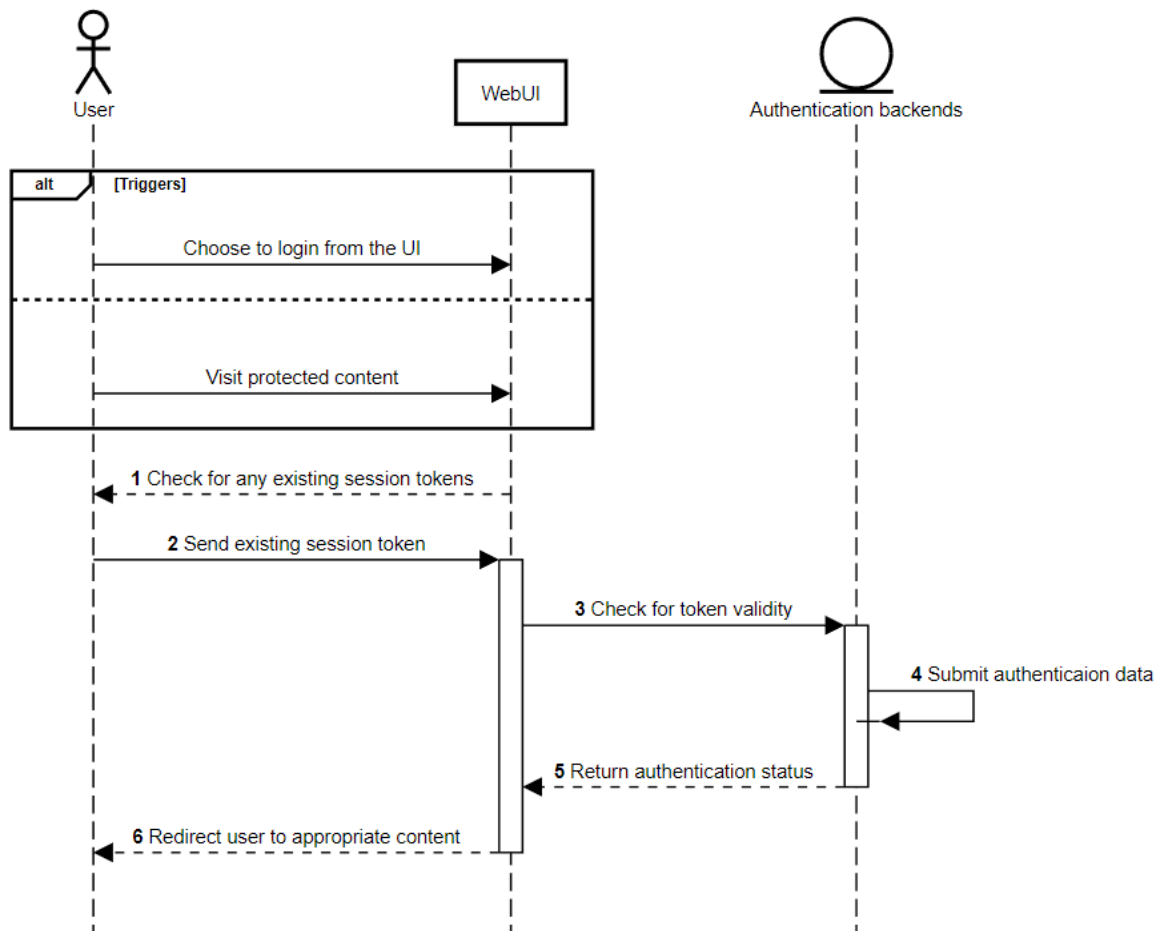 User
WebUI
Authentication backends
alt
[Triggers]
Choose to login from the UI
Visit protected content
1 Check for any existing session tokens
2 Send existing session token
3 Check for token validity
4 Submit authenticaion data
5 Return authentication status
6 Redirect user to appropriate content